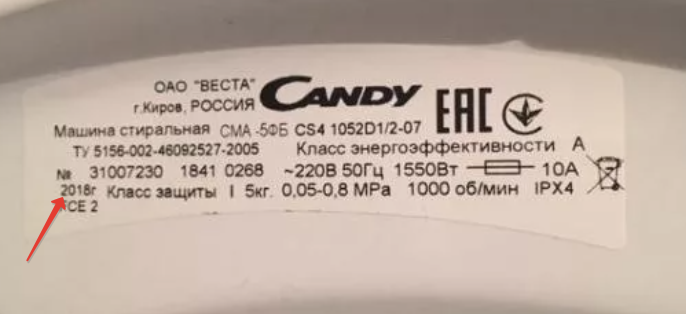 ОАО "ВЕСТА" CANDY EAC
г.Киров, РОССИЯ
Машина стиральная СМА -5ФБ CS4 1052D1/2-07
ТУ 5156-002-46092527-2005 Класс энергоэффективности А
№ 31007230 1841 0268 ~220В 50Гц 1550Вт 10А
2018г Класс защиты I 5кг. 0,05-0,8 MPa 1000 об/мин IPX4
CE 2